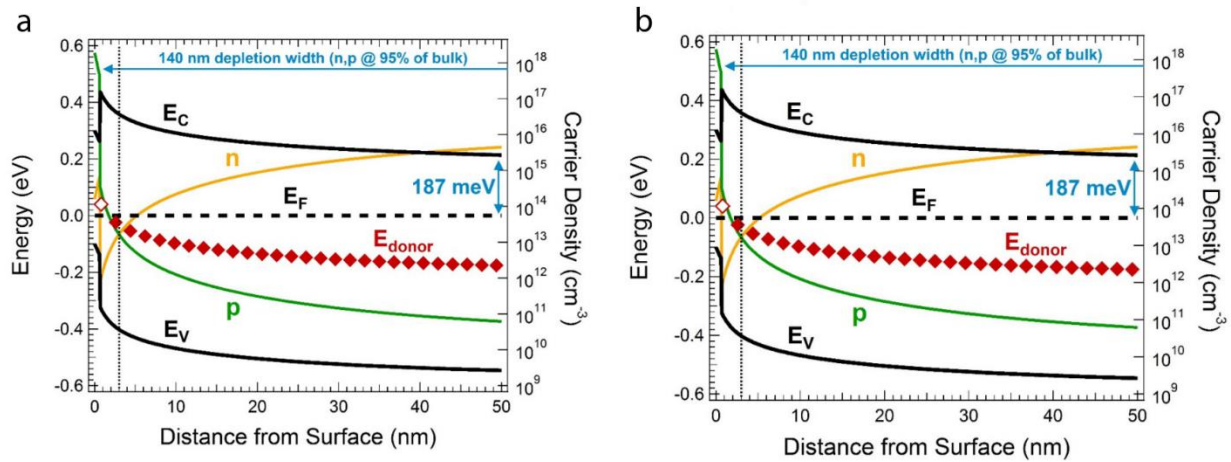 a
140 nm depletion width (n,p @ 95% of bulk)
0.6
0.4
0.2
0.0
-0.2
-0.4
-0.6
Energy (eV)
E_C
n
E_F
187 meV
E_donor
p
E_V
10^18
10^17
10^16
10^15
10^14
10^13
10^12
10^11
10^10
10^9
Carrier Density (cm^-3)
0
10
20
30
40
50
Distance from Surface (nm)
b
140 nm depletion width (n,p @ 95% of bulk)
0.6
0.4
0.2
0.0
-0.2
-0.4
-0.6
Energy (eV)
E_C
n
E_F
187 meV
E_donor
p
E_V
10^18
10^17
10^16
10^15
10^14
10^13
10^12
10^11
10^10
10^9
Carrier Density (cm^-3)
0
10
20
30
40
50
Distance from Surface (nm)